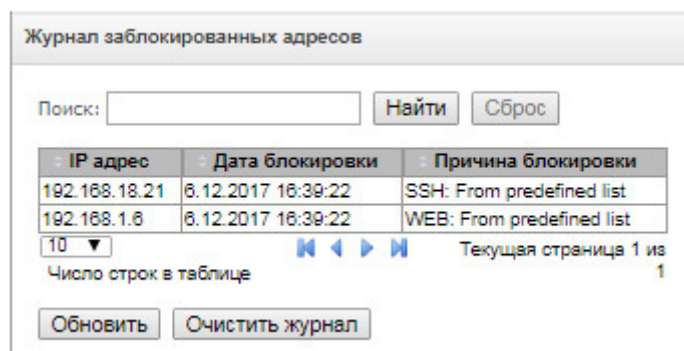 Журнал заблокированных адресов
Поиск: Найти Сброс
IP адрес Дата блокировки Причина блокировки
192.168.18.21 6.12.2017 16:39:22 SSH: From predefined list
192.168.1.6 6.12.2017 16:39:22 WEB: From predefined list
10 Текущая страница 1 из
Число строк в таблице 1
Обновить Очистить журнал